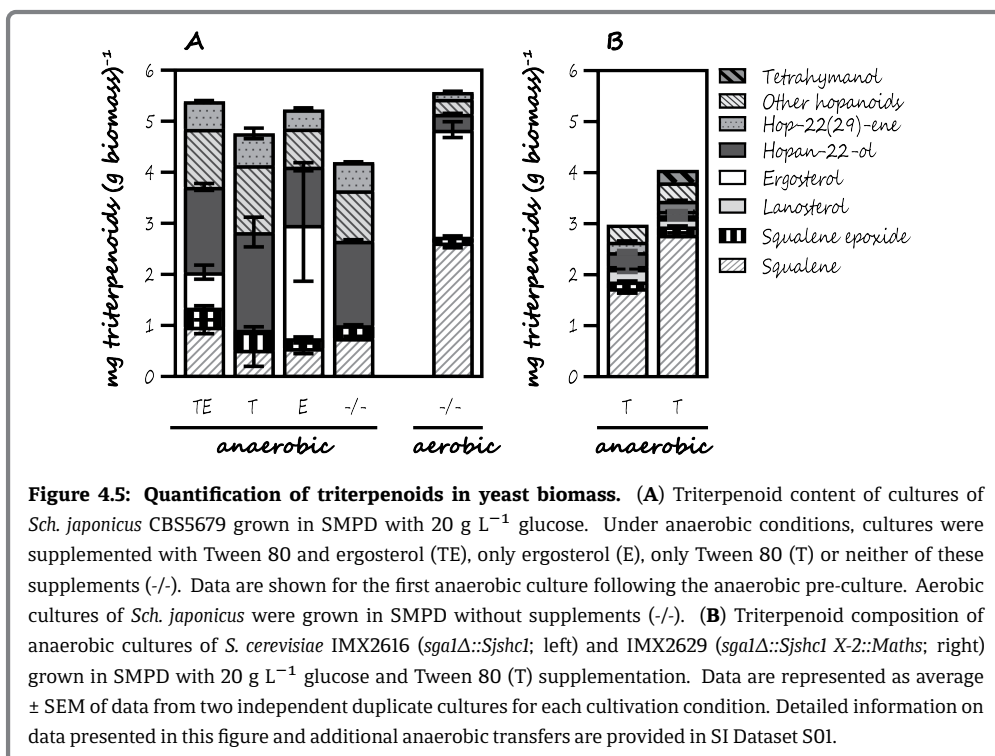 A
B
mg triterpenoids (g biomass)⁻¹
6
5
4
3
2
1
0
TE T E -/- -/-
anaerobic aerobic
mg triterpenoids (g biomass)⁻¹
6
5
4
3
2
1
0
T T
anaerobic
Tetrahymanol
Other hopanoids
Hop-22(29)-ene
Hopan-22-ol
Ergosterol
Lanosterol
Squalene epoxide
Squalene
Figure 4.5: Quantification of triterpenoids in yeast biomass. (A) Triterpenoid content of cultures of
Sch. japonicus CBS5679 grown in SMPD with 20 g L⁻¹ glucose. Under anaerobic conditions, cultures were
supplemented with Tween 80 and ergosterol (TE), only ergosterol (E), only Tween 80 (T) or neither of these
supplements (-/-). Data are shown for the first anaerobic culture following the anaerobic pre-culture. Aerobic
cultures of Sch. japonicus were grown in SMPD without supplements (-/-). (B) Triterpenoid composition of
anaerobic cultures of S. cerevisiae IMX2616 (sga1Δ::Sjshc1; left) and IMX2629 (sga1Δ::Sjshc1 X-2::Maths; right)
grown in SMPD with 20 g L⁻¹ glucose and Tween 80 (T) supplementation. Data are represented as average
± SEM of data from two independent duplicate cultures for each cultivation condition. Detailed information on
data presented in this figure and additional anaerobic transfers are provided in SI Dataset S01.